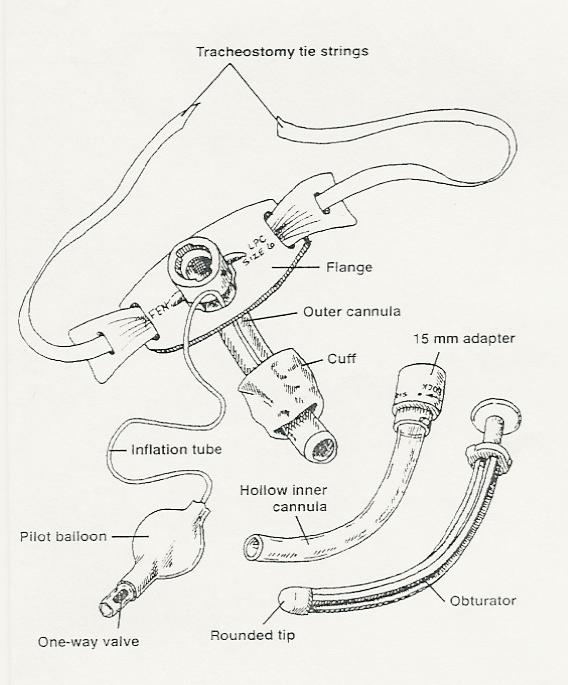 Tracheostomy tie strings
LPC
SIZE 6
Flange
FEN
Outer cannula
15 mm adapter
Cuff
LOCK
Inflation tube
Hollow inner
cannula
Pilot balloon
Obturator
Rounded tip
One-way valve